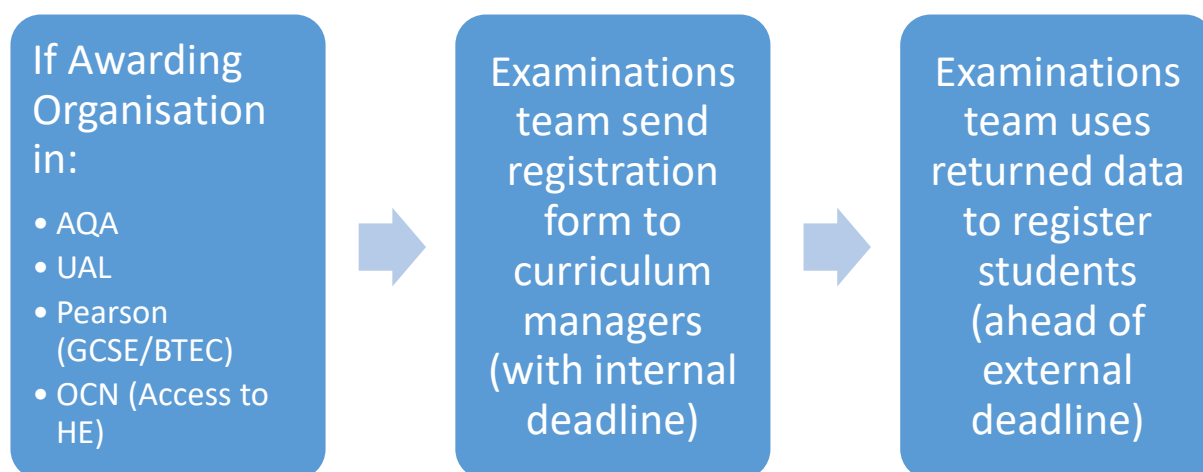 If Awarding
Organisation
in:
• AQA
• UAL
• Pearson
(GCSE/BTEC)
• OCN (Access to
HE)
Examinations
team send
registration
form to
curriculum
managers
(with internal
deadline)
Examinations
team uses
returned data
to register
students
(ahead of
external
deadline)